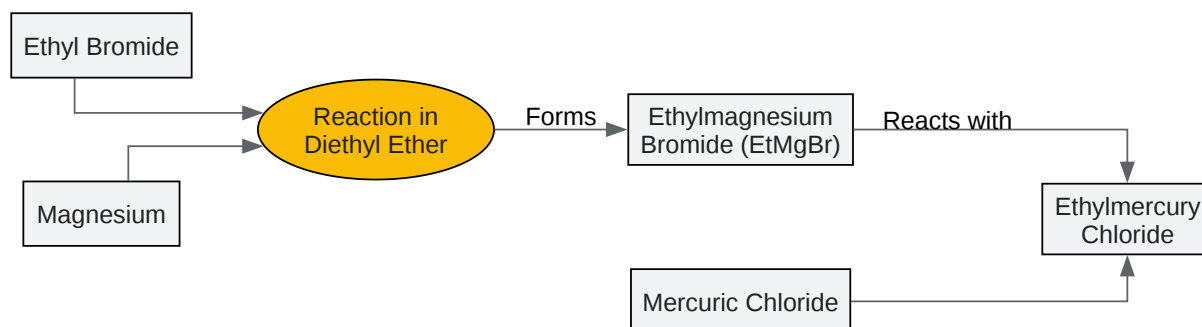 Ethyl Bromide
Magnesium
Reaction in
Diethyl Ether
Forms
Ethylmagnesium
Bromide (EtMgBr)
Reacts with
Mercuric Chloride
Ethylmercury
Chloride